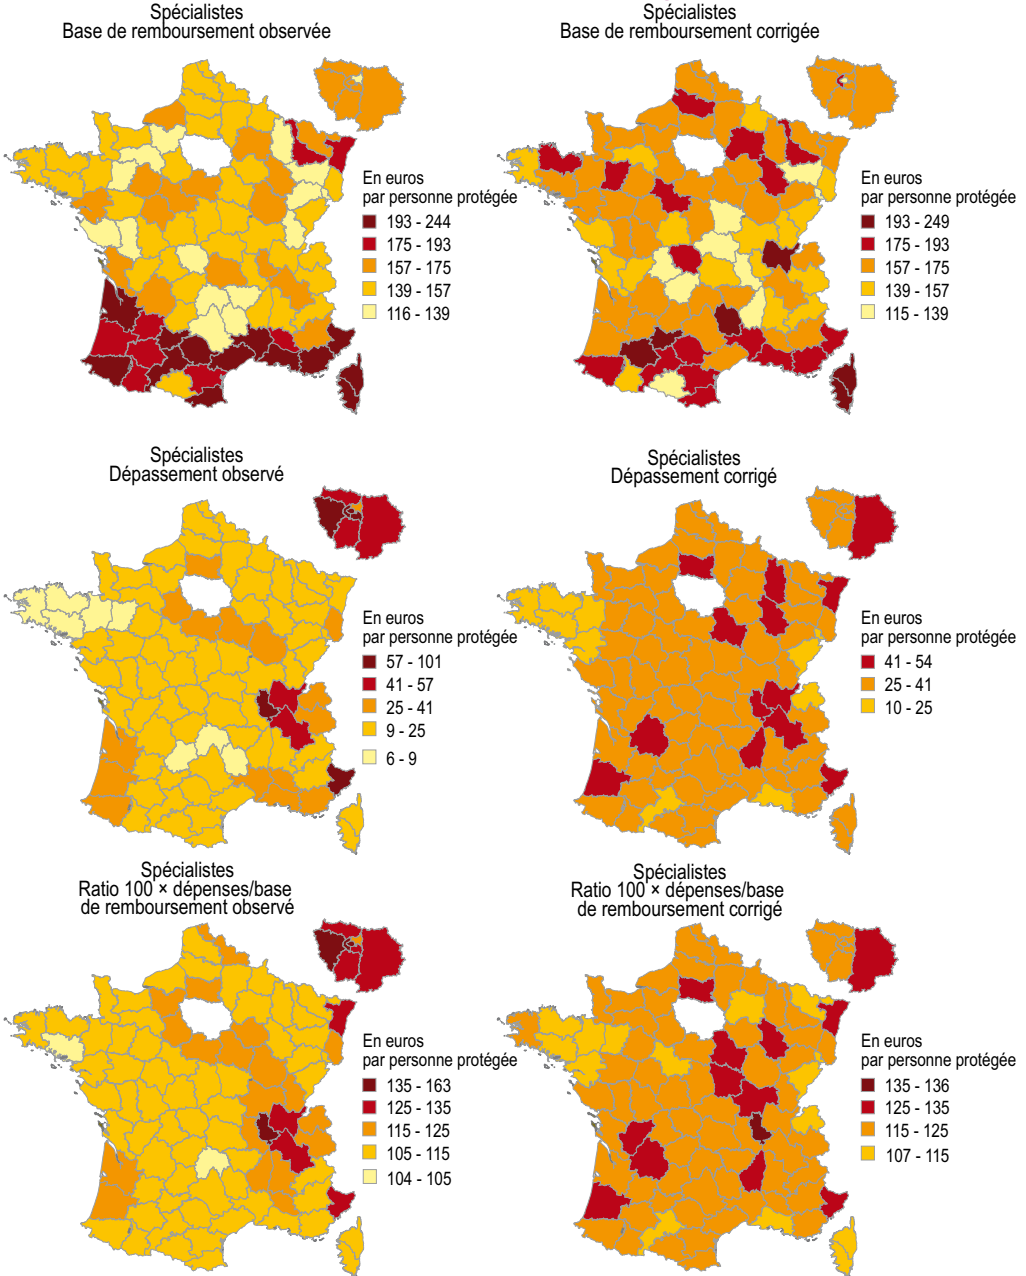 Spécialistes
Base de remboursement observée
En euros
par personne protégée
193 - 244
175 - 193
157 - 175
139 - 157
116 - 139
Spécialistes
Base de remboursement corrigée
En euros
par personne protégée
193 - 249
175 - 193
157 - 175
139 - 157
115 - 139
Spécialistes
Dépassement observé
En euros
par personne protégée
57 - 101
41 - 57
25 - 41
9 - 25
6 - 9
Spécialistes
Dépassement corrigé
En euros
par personne protégée
41 - 54
25 - 41
10 - 25
Spécialistes
Ratio 100 × dépenses/base
de remboursement observé
En euros
par personne protégée
135 - 163
125 - 135
115 - 125
105 - 115
104 - 105
Spécialistes
Ratio 100 × dépenses/base
de remboursement corrigé
En euros
par personne protégée
135 - 136
125 - 135
115 - 125
107 - 115